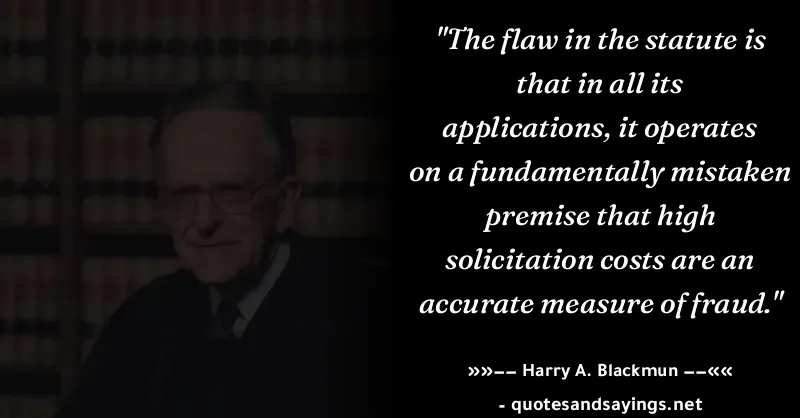 "The flaw in the statute is
that in all its
applications, it operates
on a fundamentally mistaken
premise that high
solicitation costs are an
accurate measure of fraud."
»»–– Harry A. Blackmun ––««
- quotesandsayings.net